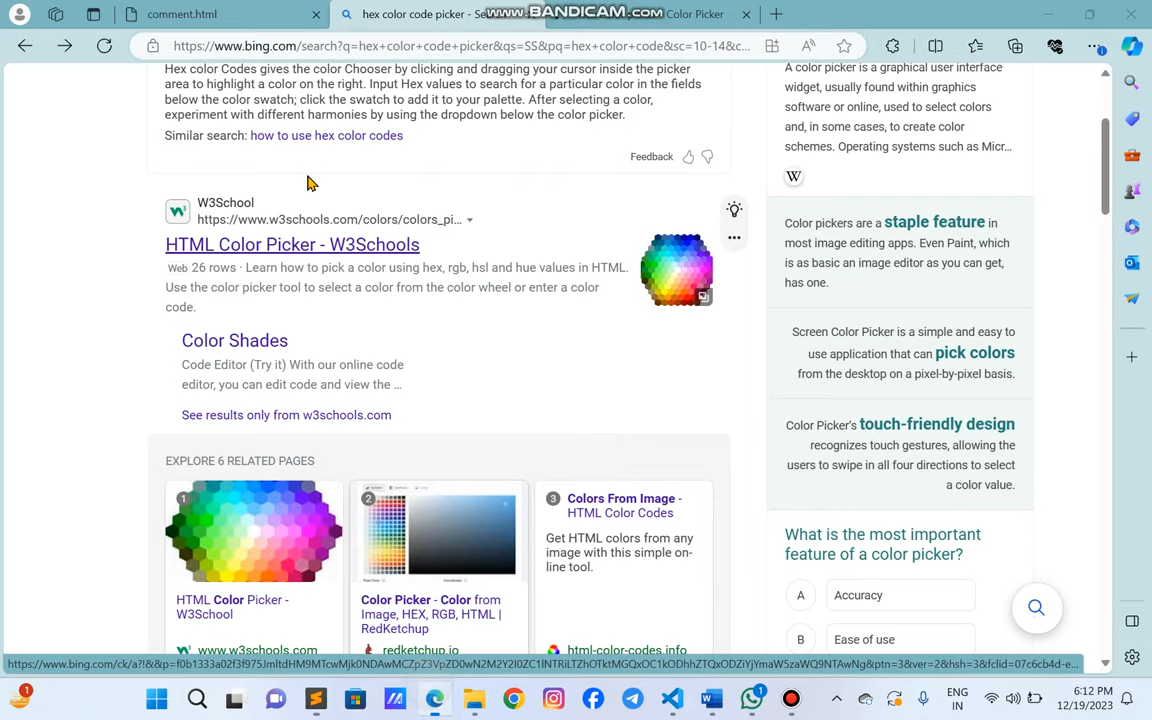 comment.html
hex color code picker - Se
www.BANDICAM.com
Color Picker
https://www.bing.com/search?q=hex+color+code+picker&qs=SS&pq=hex+color+code&sc=10-14&c...
Hex color Codes gives the color Chooser by clicking and dragging your cursor inside the picker
area to highlight a color on the right. Input Hex values to search for a particular color in the fields
below the color swatch; click the swatch to add it to your palette. After selecting a color,
experiment with different harmonies by using the dropdown below the color picker.
Similar search: how to use hex color codes
Feedback
W3School
https://www.w3schools.com/colors/colors_pi...
HTML Color Picker - W3Schools
Web 26 rows · Learn how to pick a color using hex, rgb, hsl and hue values in HTML.
Use the color picker tool to select a color from the color wheel or enter a color
code.
Color Shades
Code Editor (Try it) With our online code
editor, you can edit code and view the ...
See results only from w3schools.com
EXPLORE 6 RELATED PAGES
1
HTML Color Picker -
W3School
www.w3schools.com
2
Color Picker - Color from
Image, HEX, RGB, HTML |
RedKetchup
redketchup.io
3 Colors From Image -
HTML Color Codes
Get HTML colors from any
image with this simple on-
line tool.
html-color-codes.info
A color picker is a graphical user interface
widget, usually found within graphics
software or online, used to select colors
and, in some cases, to create color
schemes. Operating systems such as Micr...
W
Color pickers are a staple feature in
most image editing apps. Even Paint, which
is as basic an image editor as you can get,
has one.
Screen Color Picker is a simple and easy to
use application that can pick colors
from the desktop on a pixel-by-pixel basis.
Color Picker's touch-friendly design
recognizes touch gestures, allowing the
users to swipe in all four directions to select
a color value.
What is the most important
feature of a color picker?
A Accuracy
B Ease of use
ENG
IN
6:12 PM
12/19/2023